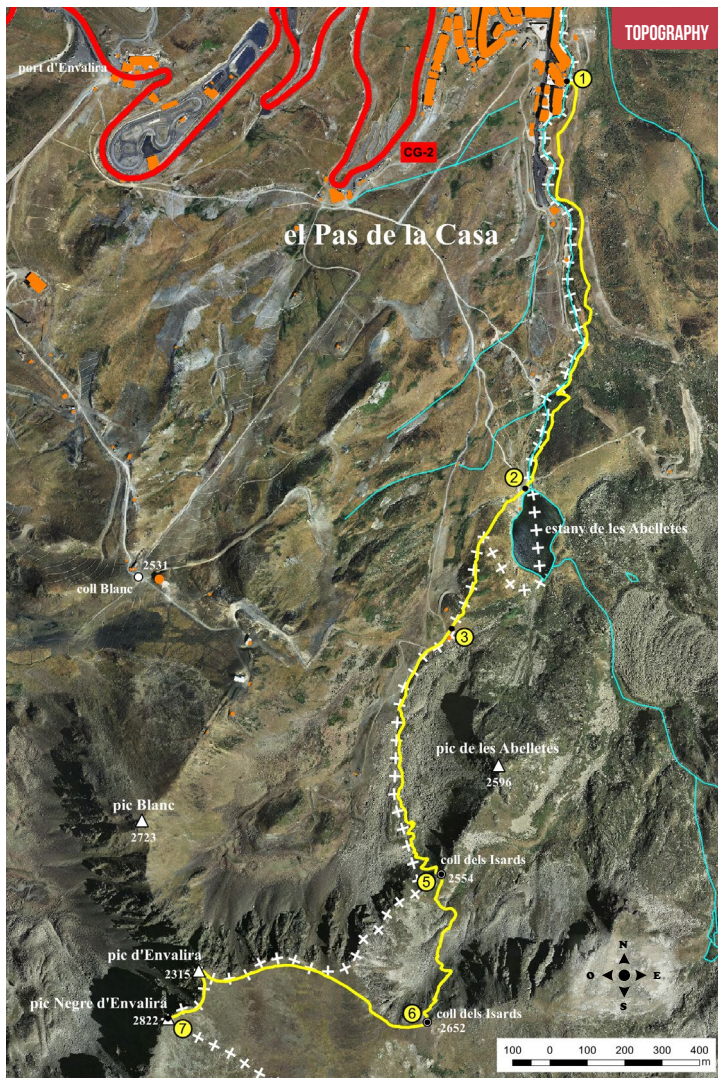 TOPOGRAPHY
port d'Envalira
1
CG-2
el Pas de la Casa
2
estany de les Abelletes
2531
coll Blanc
3
pic de les Abelletes
2596
pic Blanc
2723
coll dels Isards
5
2554
pic d'Envalira
2315
N
O
E
S
pic Negre d'Envalira
2822
7
6
coll dels Isards
2652
100 0 100 200 300 400
m